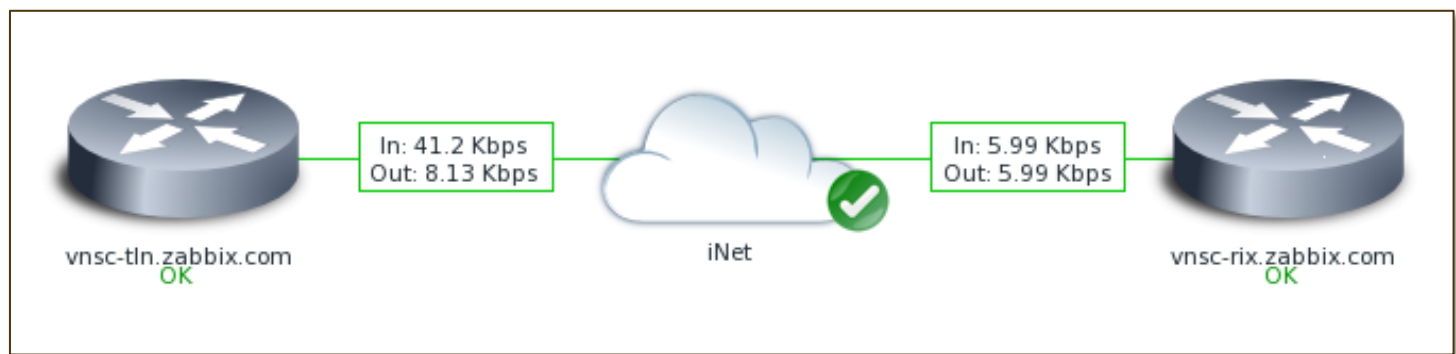 In: 41.2 Kbps
Out: 8.13 Kbps
In: 5.99 Kbps
Out: 5.99 Kbps
vnsc-tln.zabbix.com
OK
iNet
vnsc-rix.zabbix.com
OK